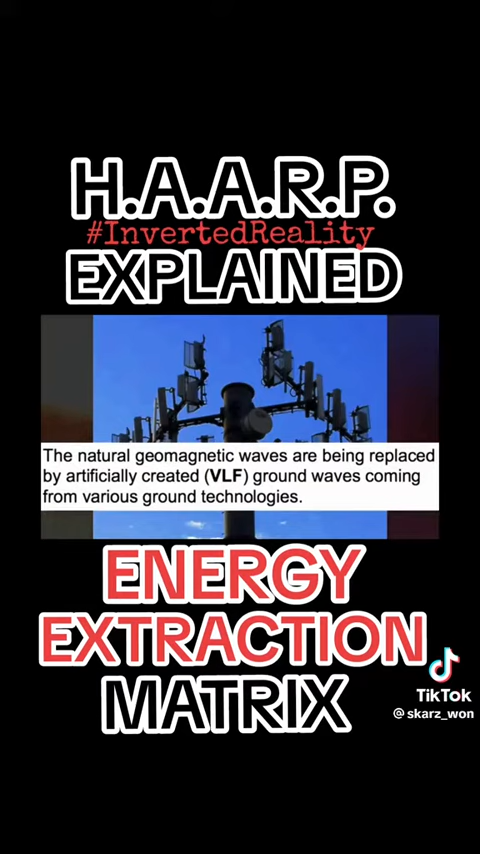 H.A.A.R.P.
#InvertedReality
EXPLAINED
The natural geomagnetic waves are being replaced
by artificially created (VLF) ground waves coming
from various ground technologies.
ENERGY
EXTRACTION
MATRIX
TikTok
@skarz_won